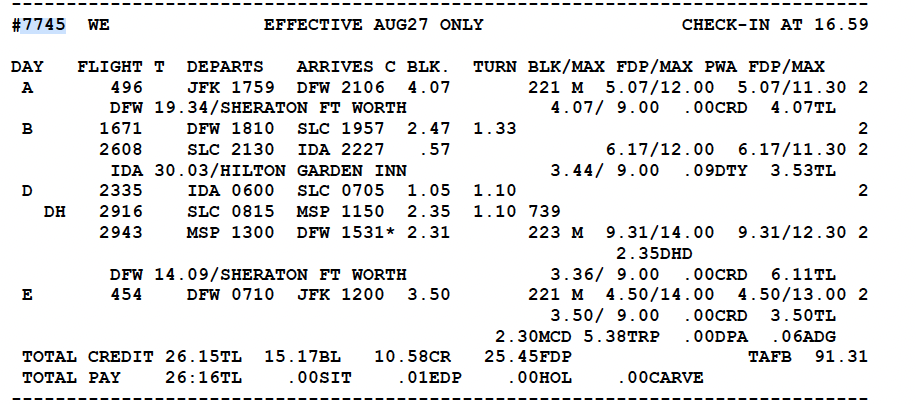 --------------------------------------------------------------------------------
#7745  WE              EFFECTIVE AUG27 ONLY                  CHECK-IN AT 16.59
DAY   FLIGHT T  DEPARTS   ARRIVES C BLK.  TURN BLK/MAX FDP/MAX PWA FDP/MAX
 A       496    JFK 1759  DFW 2106  4.07       221 M  5.07/12.00  5.07/11.30 2
         DFW 19.34/SHERATON FT WORTH             4.07/ 9.00  .00CRD  4.07TL
 B      1671    DFW 1810  SLC 1957  2.47  1.33                               2
        2608    SLC 2130  IDA 2227   .57              6.17/12.00  6.17/11.30 2
         IDA 30.03/HILTON GARDEN INN             3.44/ 9.00  .09DTY  3.53TL
 D      2335    IDA 0600  SLC 0705  1.05  1.10                               2
   DH   2916    SLC 0815  MSP 1150  2.35  1.10 739
        2943    MSP 1300  DFW 1531* 2.31       223 M  9.31/14.00  9.31/12.30 2
                                                       2.35DHD
         DFW 14.09/SHERATON FT WORTH             3.36/ 9.00  .00CRD  6.11TL
 E       454    DFW 0710  JFK 1200  3.50       221 M  4.50/14.00  4.50/13.00 2
                                                 3.50/ 9.00  .00CRD  3.50TL
                                            2.30MCD 5.38TRP  .00DPA  .06ADG
 TOTAL CREDIT 26.15TL  15.17BL   10.58CR   25.45FDP                TAFB  91.31
 TOTAL PAY    26:16TL    .00SIT    .01EDP    .00HOL    .00CARVE
--------------------------------------------------------------------------------